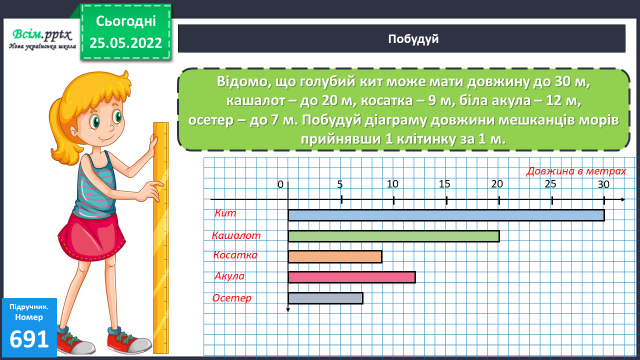 Всім.pptx
Нова українська школа
Сьогодні
25.05.2022
Побудуй
Відомо, що голубий кит може мати довжину до 30 м,
кашалот – до 20 м, косатка – 9 м, біла акула – 12 м,
осетер – до 7 м. Побудуй діаграму довжини мешканців морів
прийнявши 1 клітинку за 1 м.
Довжина в метрах
0 5 10 15 20 25 30
Кит
Кашалот
Косатка
Акула
Осетер
Підручник.
Номер
691